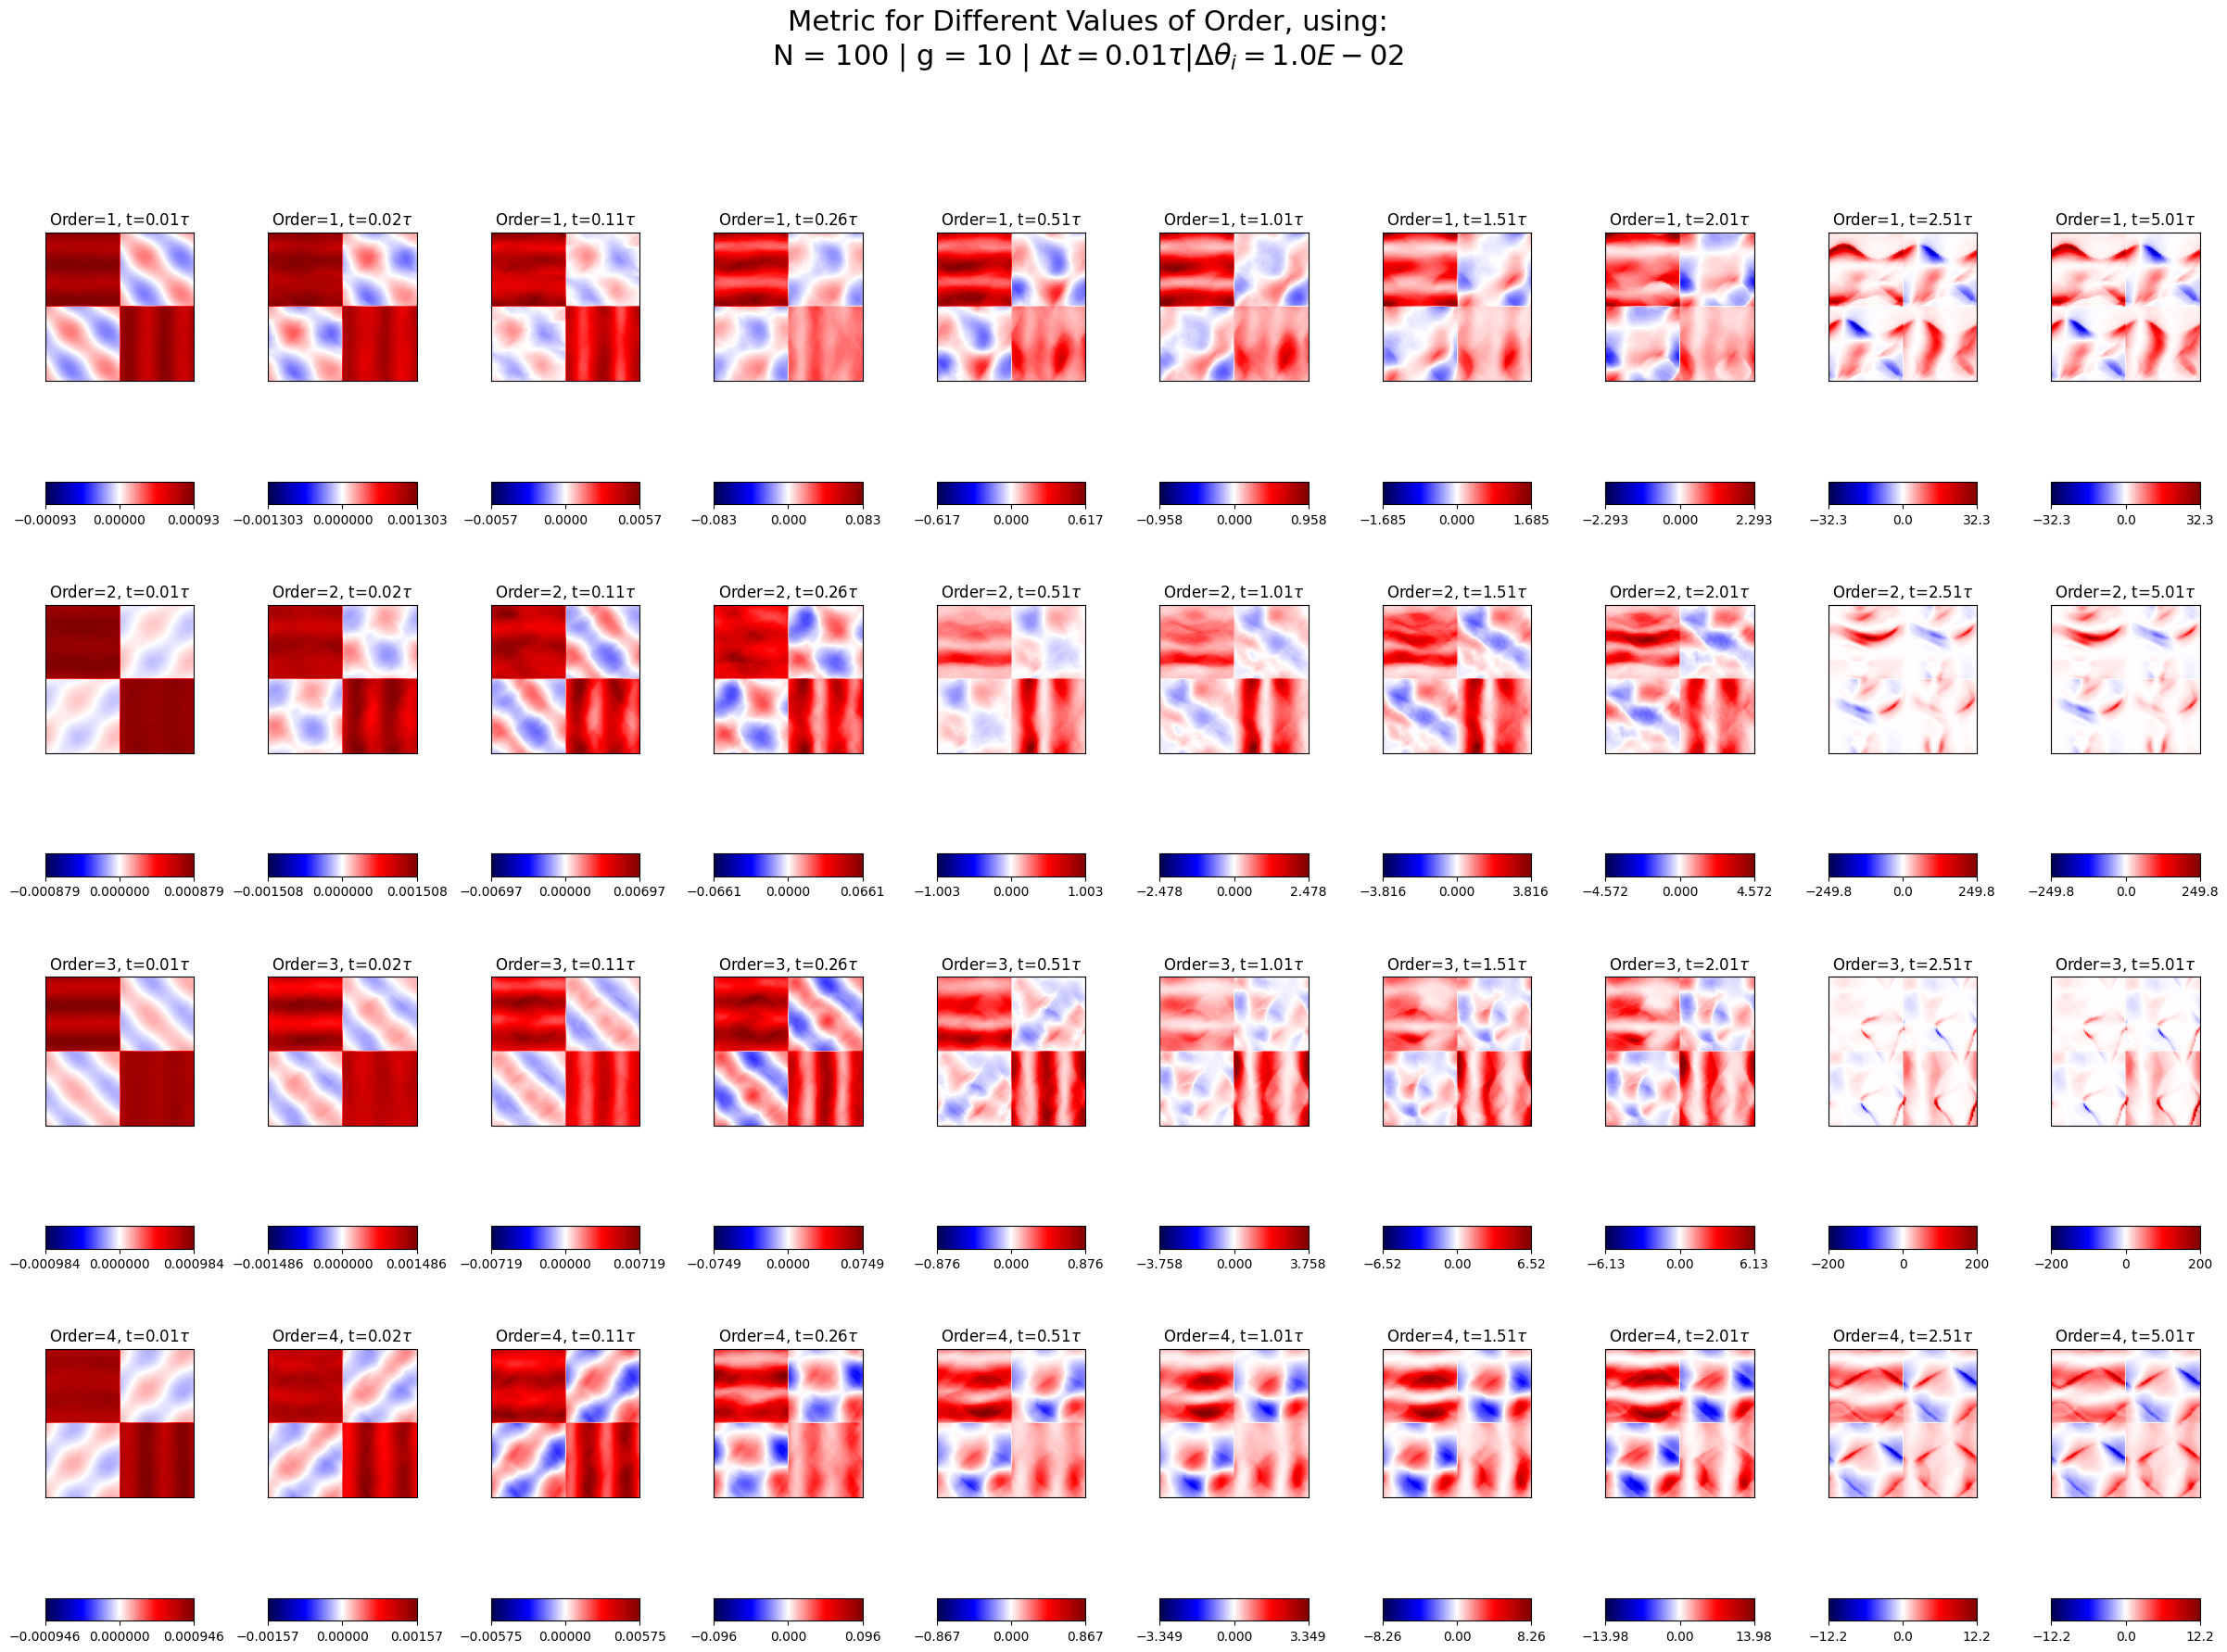 Metric for Different Values of Order, using:
N = 100 | g = 10 | Δt = 0.01τ|Δθ_i = 1.0E − 02
Order=1, t=0.01τ Order=1, t=0.02τ Order=1, t=0.11τ Order=1, t=0.26τ Order=1, t=0.51τ Order=1, t=1.01τ Order=1, t=1.51τ Order=1, t=2.01τ Order=1, t=2.51τ Order=1, t=5.01τ
−0.00093 0.00000 0.00093 −0.001303 0.000000 0.001303 −0.0057 0.0000 0.0057 −0.083 0.000 0.083 −0.617 0.000 0.617 −0.958 0.000 0.958 −1.685 0.000 1.685 −2.293 0.000 2.293 −32.3 0.0 32.3 −32.3 0.0 32.3
Order=2, t=0.01τ Order=2, t=0.02τ Order=2, t=0.11τ Order=2, t=0.26τ Order=2, t=0.51τ Order=2, t=1.01τ Order=2, t=1.51τ Order=2, t=2.01τ Order=2, t=2.51τ Order=2, t=5.01τ
−0.000879 0.000000 0.000879 −0.001508 0.000000 0.001508 −0.00697 0.00000 0.00697 −0.0661 0.0000 0.0661 −1.003 0.000 1.003 −2.478 0.000 2.478 −3.816 0.000 3.816 −4.572 0.000 4.572 −249.8 0.0 249.8 −249.8 0.0 249.8
Order=3, t=0.01τ Order=3, t=0.02τ Order=3, t=0.11τ Order=3, t=0.26τ Order=3, t=0.51τ Order=3, t=1.01τ Order=3, t=1.51τ Order=3, t=2.01τ Order=3, t=2.51τ Order=3, t=5.01τ
−0.000984 0.000000 0.000984 −0.001486 0.000000 0.001486 −0.00719 0.00000 0.00719 −0.0749 0.0000 0.0749 −0.876 0.000 0.876 −3.758 0.000 3.758 −6.52 0.00 6.52 −6.13 0.00 6.13 −200 0 200 −200 0 200
Order=4, t=0.01τ Order=4, t=0.02τ Order=4, t=0.11τ Order=4, t=0.26τ Order=4, t=0.51τ Order=4, t=1.01τ Order=4, t=1.51τ Order=4, t=2.01τ Order=4, t=2.51τ Order=4, t=5.01τ
−0.000946 0.000000 0.000946 −0.00157 0.00000 0.00157 −0.00575 0.00000 0.00575 −0.096 0.000 0.096 −0.867 0.000 0.867 −3.349 0.000 3.349 −8.26 0.00 8.26 −13.98 0.00 13.98 −12.2 0.0 12.2 −12.2 0.0 12.2